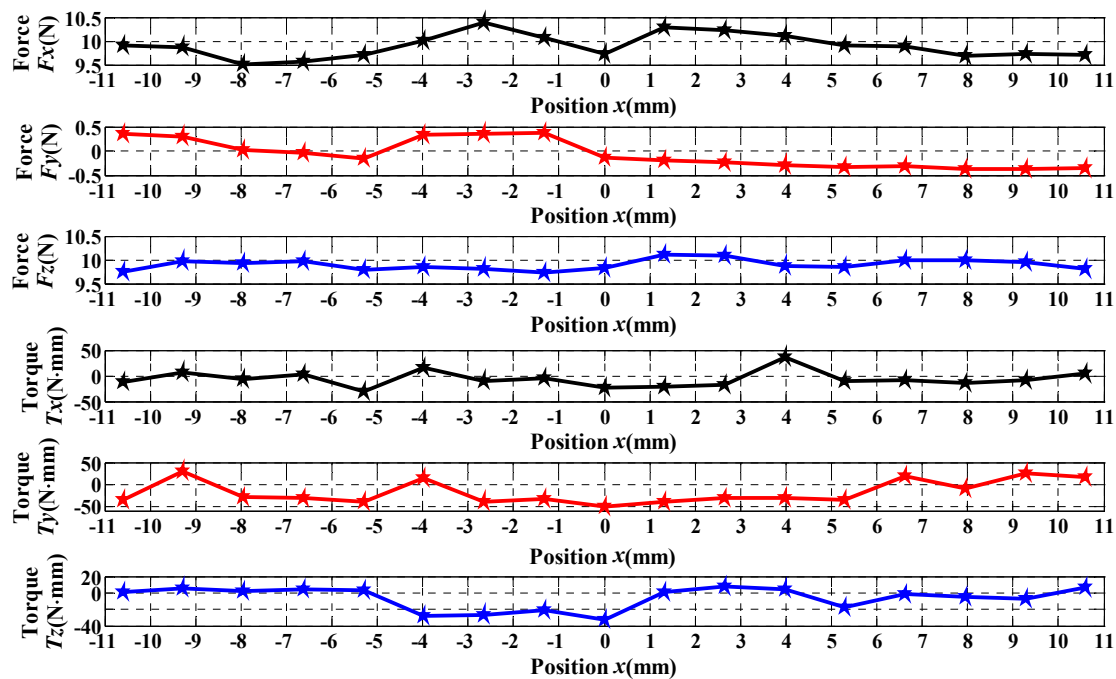 Force
Fx(N)
10.5
10
9.5
-11 -10 -9 -8 -7 -6 -5 -4 -3 -2 -1 0 1 2 3 4 5 6 7 8 9 10 11
Position x(mm)
Force
Fy(N)
0.5
0
-0.5
-11 -10 -9 -8 -7 -6 -5 -4 -3 -2 -1 0 1 2 3 4 5 6 7 8 9 10 11
Position x(mm)
Force
Fz(N)
10.5
10
9.5
-11 -10 -9 -8 -7 -6 -5 -4 -3 -2 -1 0 1 2 3 4 5 6 7 8 9 10 11
Position x(mm)
Torque
Tx(N·mm)
50
0
-50
-11 -10 -9 -8 -7 -6 -5 -4 -3 -2 -1 0 1 2 3 4 5 6 7 8 9 10 11
Position x(mm)
Torque
Ty(N·mm)
50
0
-50
-11 -10 -9 -8 -7 -6 -5 -4 -3 -2 -1 0 1 2 3 4 5 6 7 8 9 10 11
Position x(mm)
Torque
Tz(N·mm)
20
0
-40
-11 -10 -9 -8 -7 -6 -5 -4 -3 -2 -1 0 1 2 3 4 5 6 7 8 9 10 11
Position x(mm)